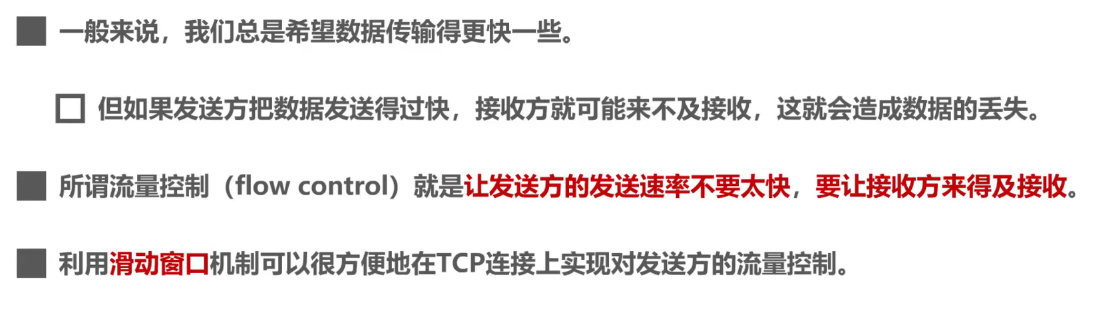 一般来说，我们总是希望数据传输得更快一些。
但如果发送方把数据发送得过快，接收方就可能来不及接收，这就会造成数据的丢失。
所谓流量控制（flow control）就是让发送方的发送速率不要太快，要让接收方来得及接收。
利用滑动窗口机制可以很方便地在TCP连接上实现对发送方的流量控制。